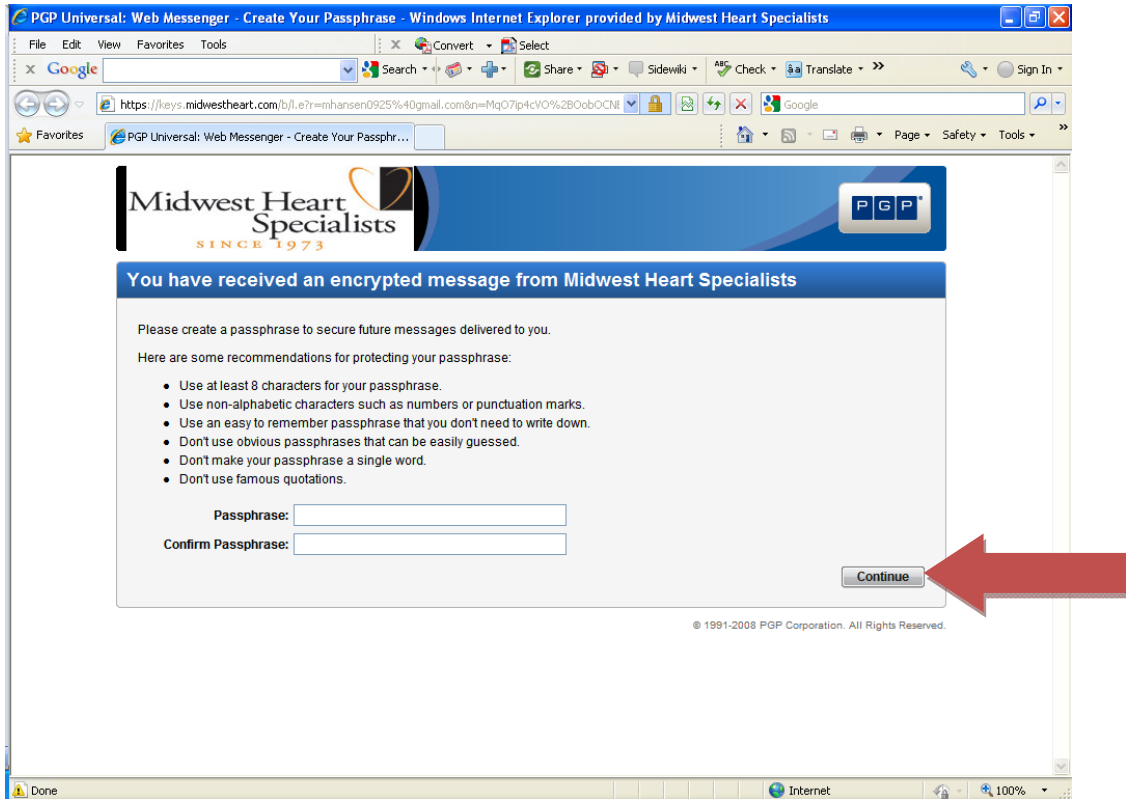 PGP Universal: Web Messenger - Create Your Passphrase - Windows Internet Explorer provided by Midwest Heart Specialists
File Edit View Favorites Tools x Convert Select
x Google Search Share Sidewiki ABC Check aあ Translate >> Sign In
https://keys.midwestheart.com/b/l.e?r=mhansen0925%40gmail.com&n=MqO7ip4cVO%2BOobOCNE Google
Favorites PGP Universal: Web Messenger - Create Your Passphr... Page Safety Tools >>
Midwest Heart
Specialists
SINCE 1973
PGP
You have received an encrypted message from Midwest Heart Specialists
Please create a passphrase to secure future messages delivered to you.
Here are some recommendations for protecting your passphrase:
• Use at least 8 characters for your passphrase.
• Use non-alphabetic characters such as numbers or punctuation marks.
• Use an easy to remember passphrase that you don't need to write down.
• Don't use obvious passphrases that can be easily guessed.
• Don't make your passphrase a single word.
• Don't use famous quotations.
Passphrase:
Confirm Passphrase:
Continue
© 1991-2008 PGP Corporation. All Rights Reserved.
Done Internet 100%